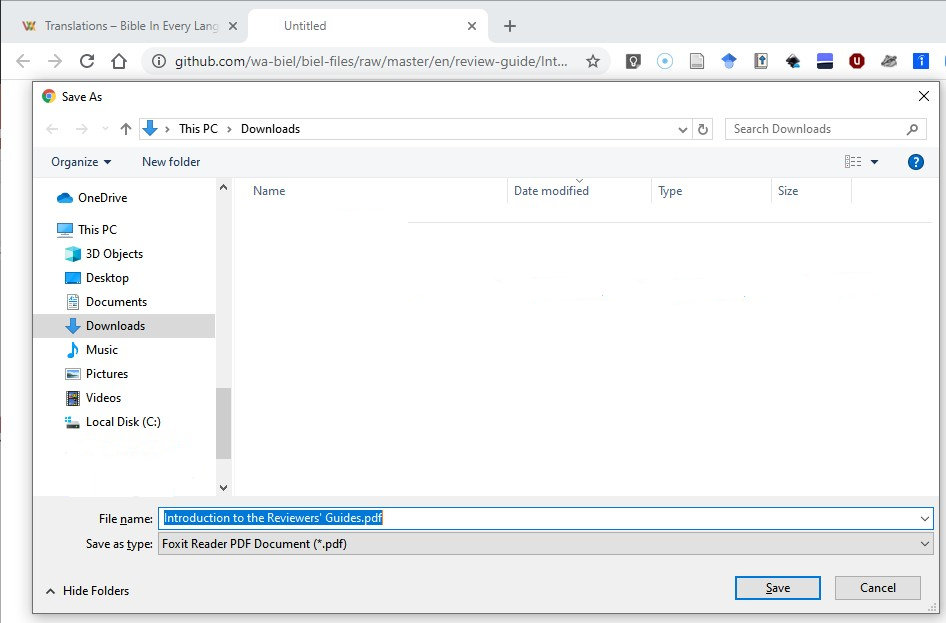 Translations – Bible In Every Lang
Untitled
github.com/wa-biel/biel-files/raw/master/en/review-guide/Int...
Save As
This PC > Downloads
Search Downloads
Organize
New folder
Name
Date modified
Type
Size
OneDrive
This PC
3D Objects
Desktop
Documents
Downloads
Music
Pictures
Videos
Local Disk (C:)
File name: Introduction to the Reviewers' Guides.pdf
Save as type: Foxit Reader PDF Document (*.pdf)
Hide Folders
Save
Cancel